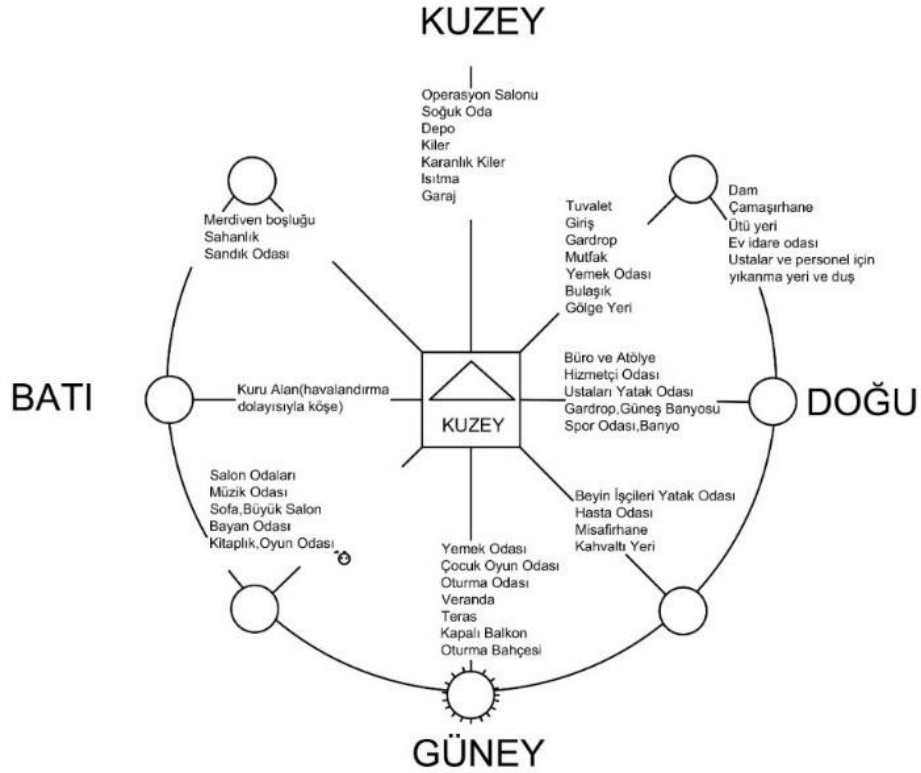 KUZEY
Operasyon Salonu
Soğuk Oda
Depo
Kiler
Karanlık Kiler
Isıtma
Garaj
Merdiven boşluğu
Sahanlık
Sandık Odası
Tuvalet
Giriş
Gardrop
Mutfak
Yemek Odası
Bulaşık
Gölge Yeri
Dam
Çamaşırhane
Ütü yeri
Ev idare odası
Ustalar ve personel için
yıkanma yeri ve duş
BATI
Kuru Alan(havalandırma
dolayısıyla köşe)
KUZEY
Büro ve Atölye
Hizmetçi Odası
Ustaları Yatak Odası
Gardrop,Güneş Banyosu
Spor Odası,Banyo
DOĞU
Salon Odaları
Müzik Odası
Sofa,Büyük Salon
Bayan Odası
Kitaplık,Oyun Odası
Yemek Odası
Çocuk Oyun Odası
Oturma Odası
Veranda
Teras
Kapalı Balkon
Oturma Bahçesi
Beyin İşçileri Yatak Odası
Hasta Odası
Misafirhane
Kahvaltı Yeri
GÜNEY